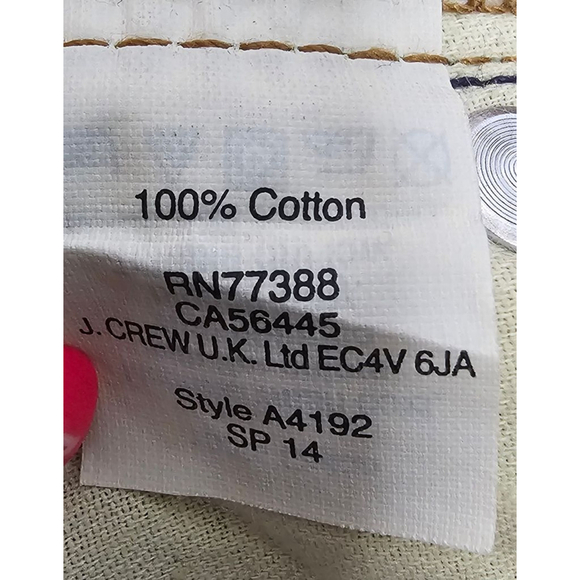 100% Cotton
RN77388
CA56445
J. CREW U.K. Ltd EC4V 6JA
Style A4192
SP 14